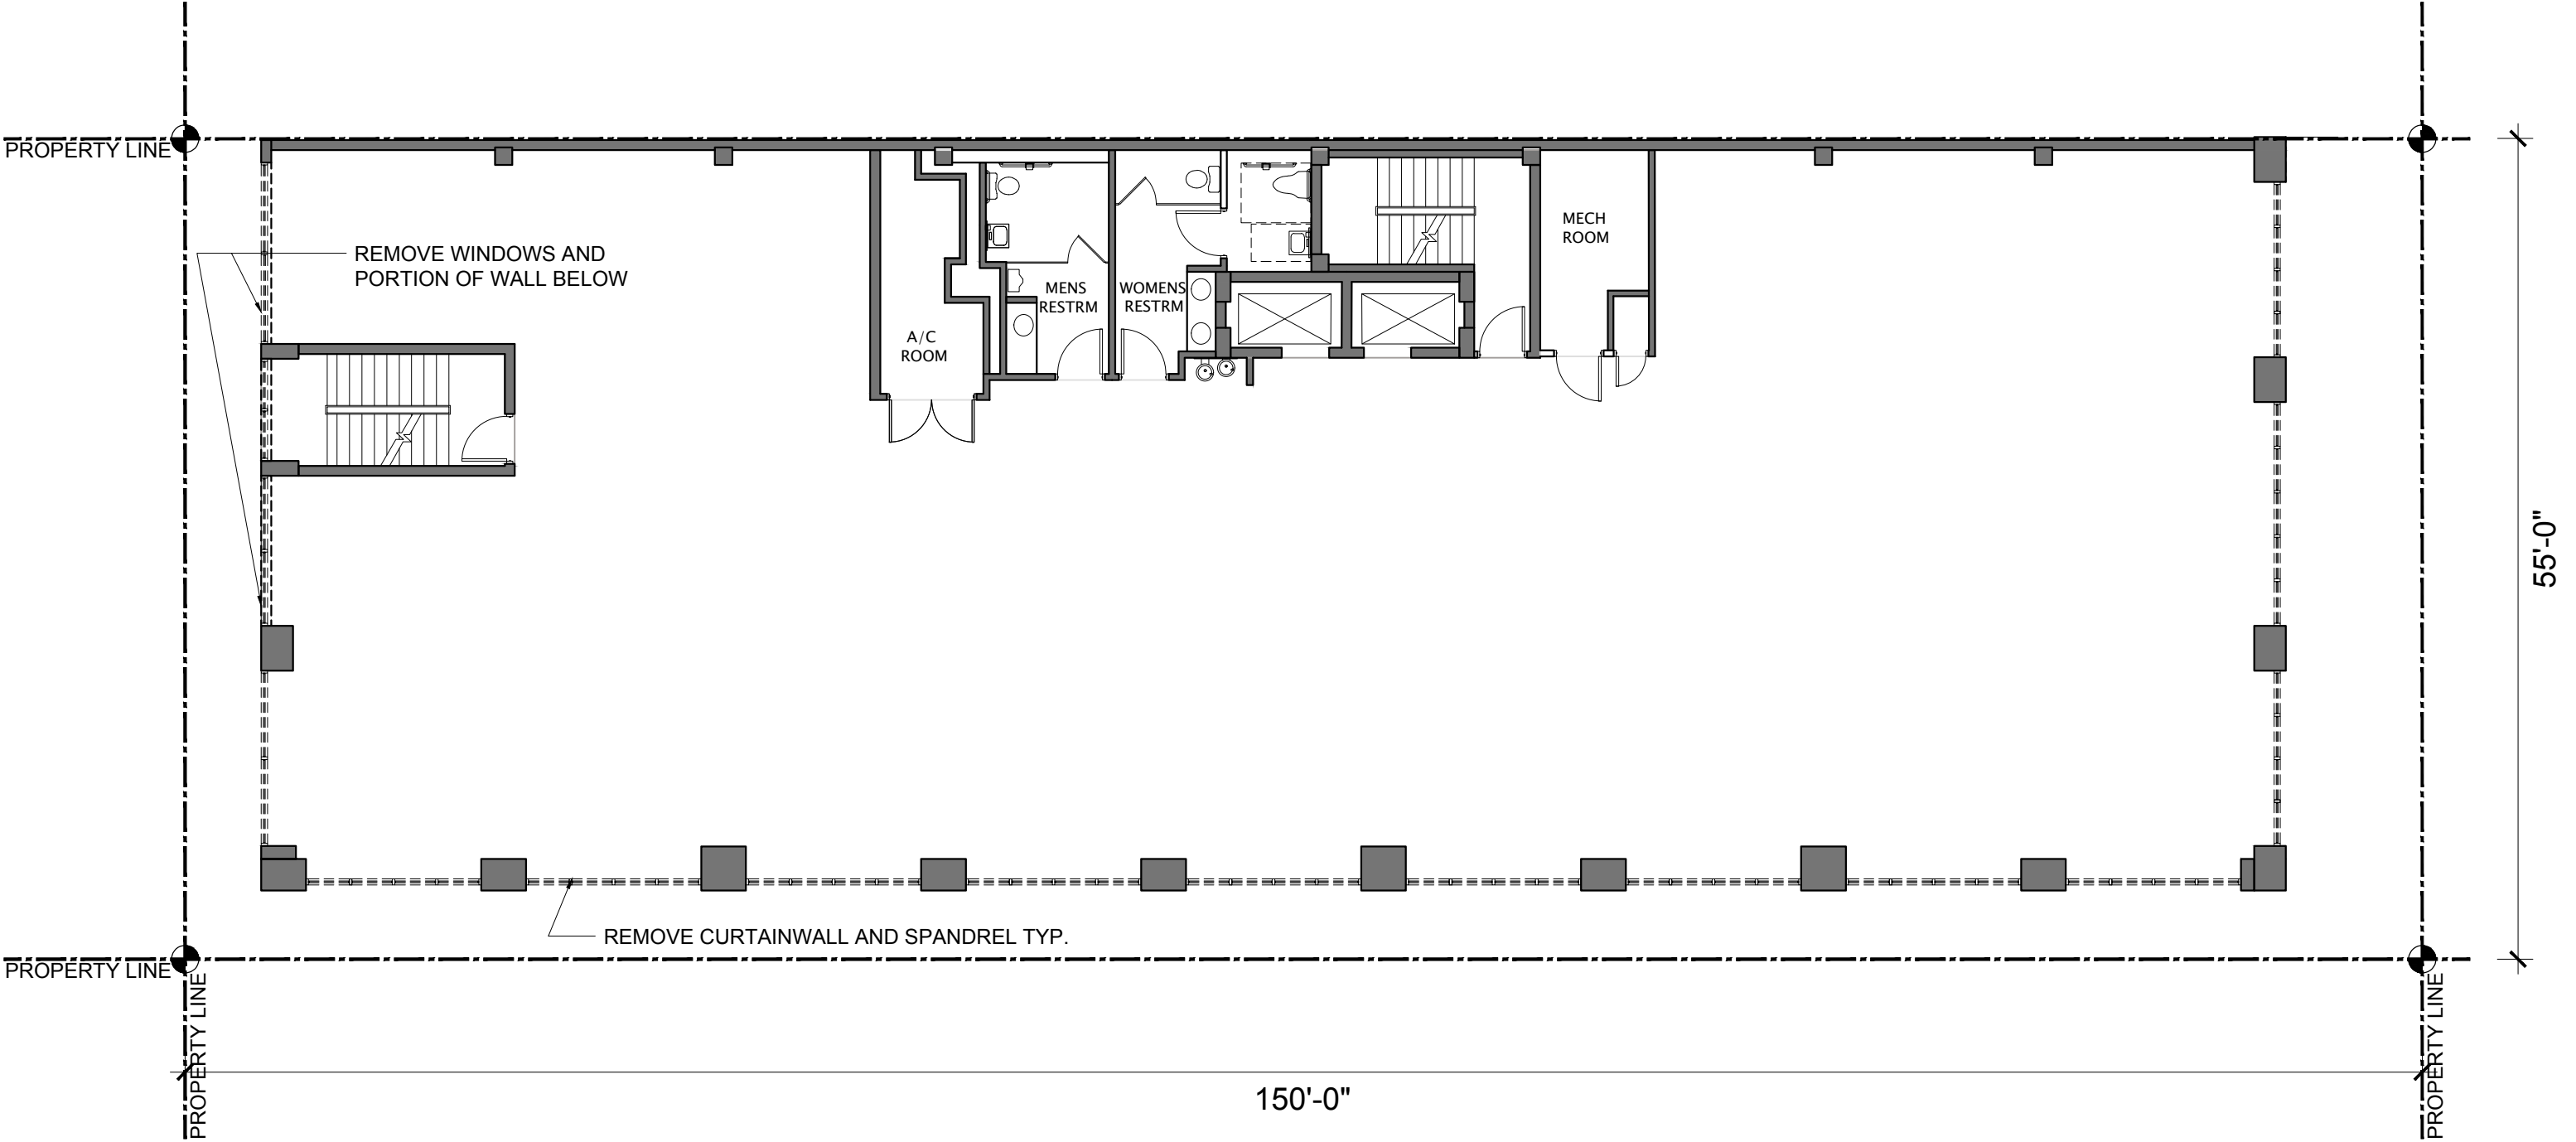 PROPERTY LINE
REMOVE WINDOWS AND
PORTION OF WALL BELOW
MECH
ROOM
MENS
RESTRM
WOMENS
RESTRM
A/C
ROOM
55'-0"
REMOVE CURTAINWALL AND SPANDREL TYP.
PROPERTY LINE
PROPERTY LINE
PROPERTY LINE
150'-0"